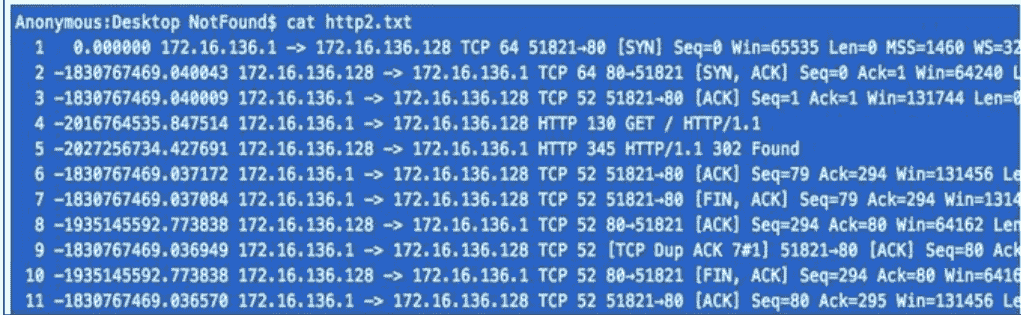 Anonymous:Desktop NotFound$ cat http2.txt
1 0.000000 172.16.136.1 -> 172.16.136.128 TCP 64 51821→80 [SYN] Seq=0 Win=65535 Len=0 MSS=1460 WS=32
2 -1830767469.040043 172.16.136.128 -> 172.16.136.1 TCP 64 80→51821 [SYN, ACK] Seq=0 Ack=1 Win=64240 L
3 -1830767469.040009 172.16.136.1 -> 172.16.136.128 TCP 52 51821→80 [ACK] Seq=1 Ack=1 Win=131744 Len=0
4 -2016764535.847514 172.16.136.1 -> 172.16.136.128 HTTP 130 GET / HTTP/1.1
5 -2027256734.427691 172.16.136.128 -> 172.16.136.1 HTTP 345 HTTP/1.1 302 Found
6 -1830767469.037172 172.16.136.1 -> 172.16.136.128 TCP 52 51821→80 [ACK] Seq=79 Ack=294 Win=131456 Le
7 -1830767469.037084 172.16.136.1 -> 172.16.136.128 TCP 52 51821→80 [FIN, ACK] Seq=79 Ack=294 Win=1314
8 -1935145592.773838 172.16.136.128 -> 172.16.136.1 TCP 52 80→51821 [ACK] Seq=294 Ack=80 Win=64162 Len
9 -1830767469.036949 172.16.136.1 -> 172.16.136.128 TCP 52 [TCP Dup ACK 7#1] 51821→80 [ACK] Seq=80 Ack
10 -1935145592.773838 172.16.136.128 -> 172.16.136.1 TCP 52 80→51821 [FIN, ACK] Seq=294 Ack=80 Win=6416
11 -1830767469.036570 172.16.136.1 -> 172.16.136.128 TCP 52 51821→80 [ACK] Seq=80 Ack=295 Win=131456 Le